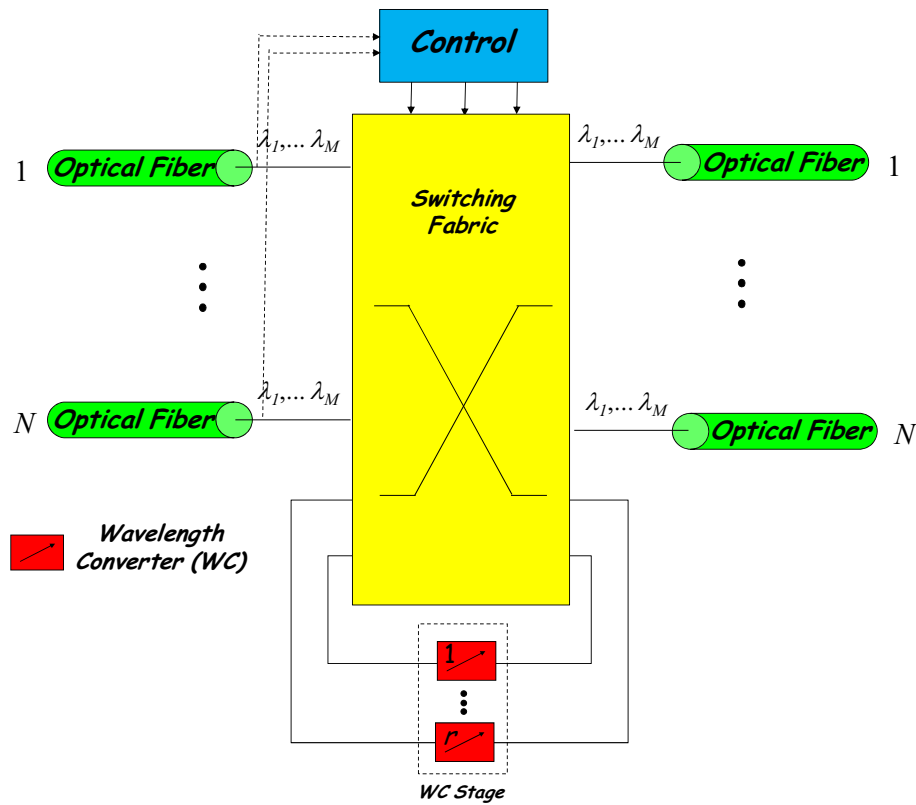 Control
λ1,... λM
λ1,... λM
1
Optical Fiber
Optical Fiber
1
Switching
Fabric
λ1,... λM
λ1,... λM
N
Optical Fiber
Optical Fiber
N
Wavelength
Converter (WC)
1
r
WC Stage